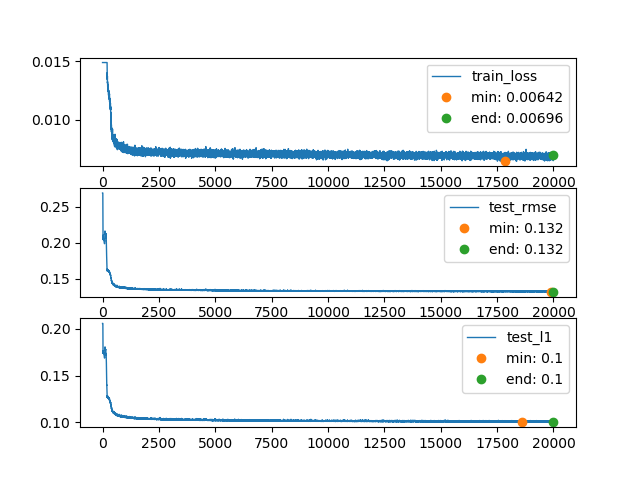 0.015
0.010
train_loss
min: 0.00642
end: 0.00696
0 2500 5000 7500 10000 12500 15000 17500 20000
0.25
0.20
0.15
test_rmse
min: 0.132
end: 0.132
0 2500 5000 7500 10000 12500 15000 17500 20000
0.20
0.15
0.10
test_l1
min: 0.1
end: 0.1
0 2500 5000 7500 10000 12500 15000 17500 20000